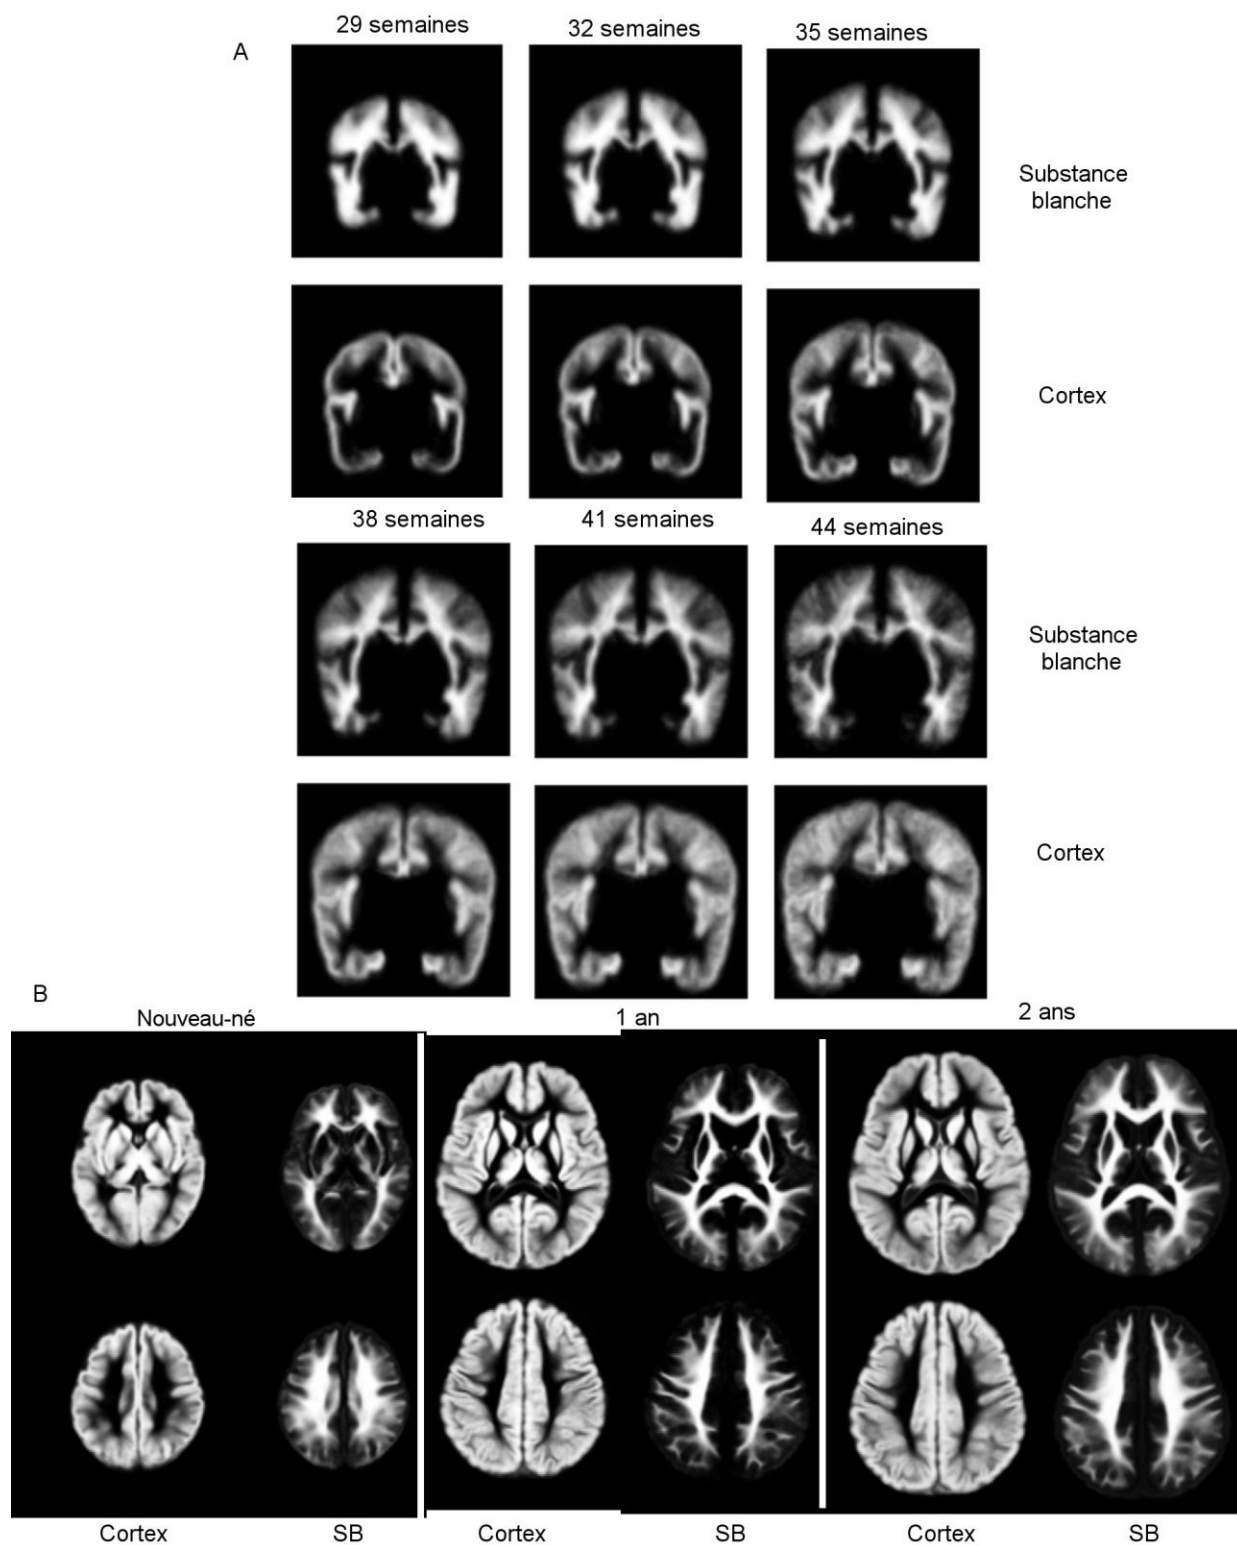 A
29 semaines
32 semaines
35 semaines
Substance
blanche
Cortex
38 semaines
41 semaines
44 semaines
Substance
blanche
Cortex
B
Nouveau-né
1 an
2 ans
Cortex
SB
Cortex
SB
Cortex
SB